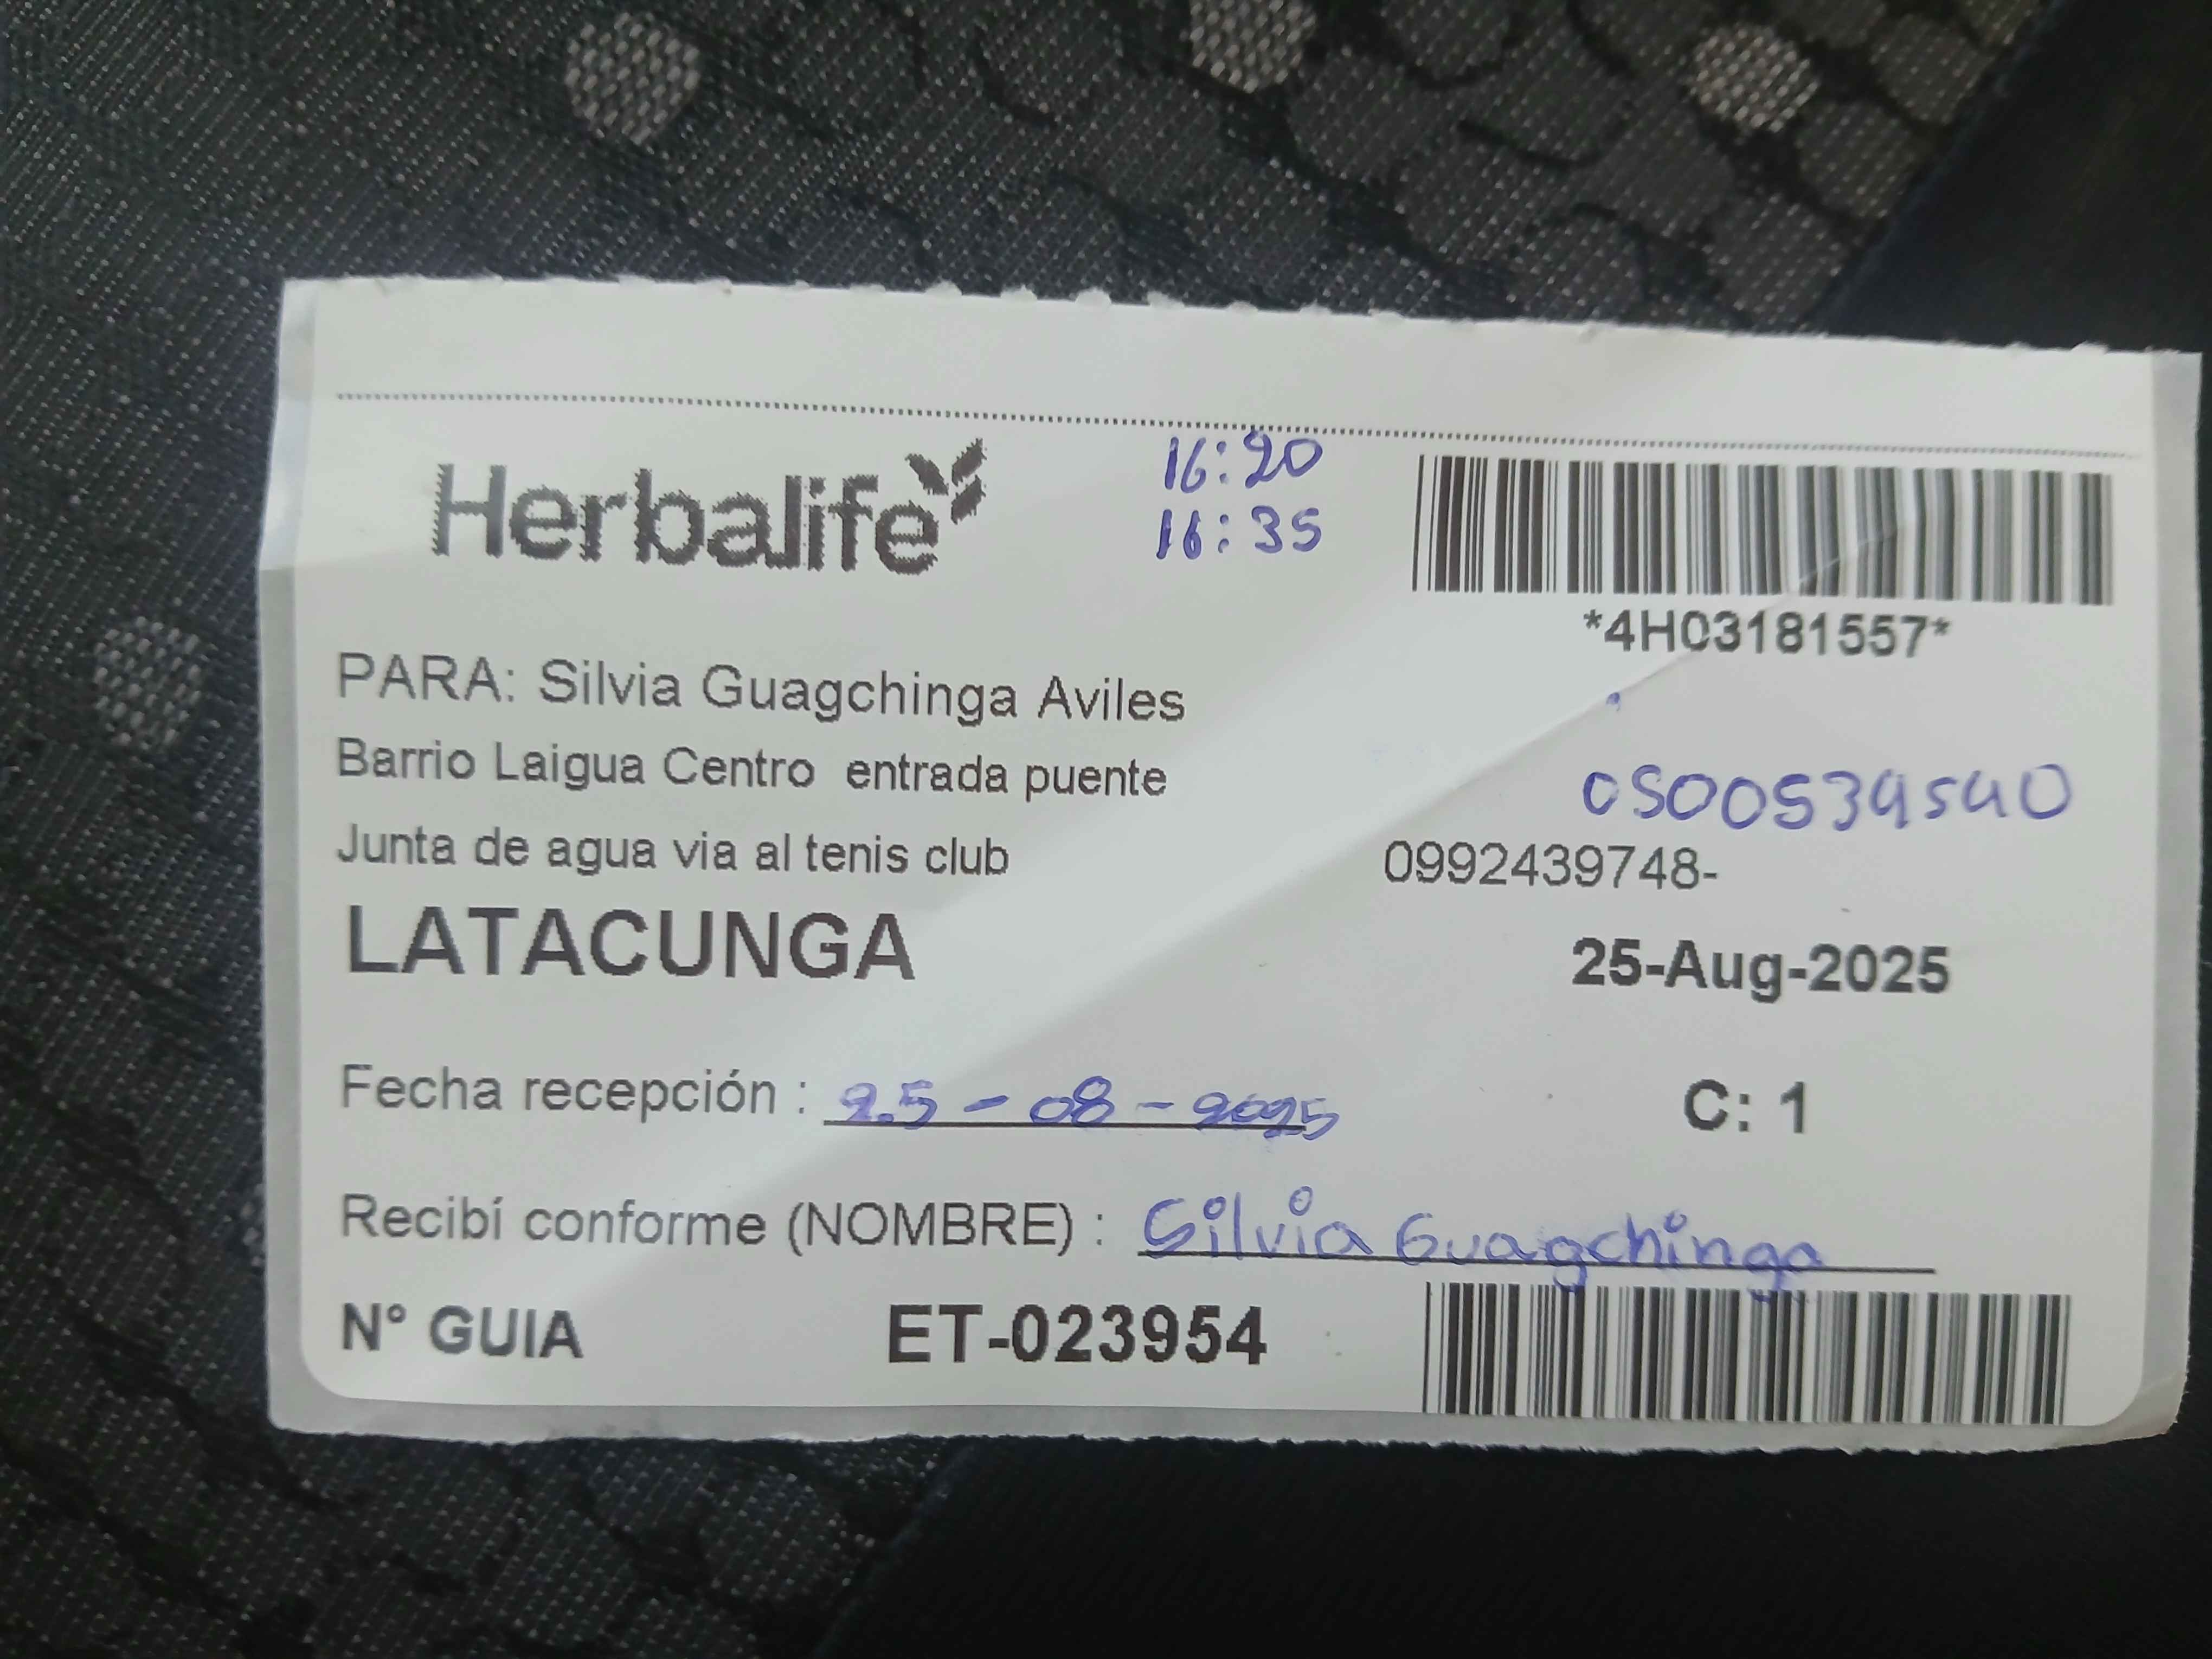 Herbalife
16:20
16:35
*4H03181557*
PARA: Silvia Guagchinga Aviles
Barrio Laigua Centro entrada puente
0500534540
Junta de agua via al tenis club
0992439748-
LATACUNGA
25-Aug-2025
Fecha recepción : 25-08-2025
C: 1
Recibí conforme (NOMBRE) : Silvia Guagchinga
N° GUIA ET-023954